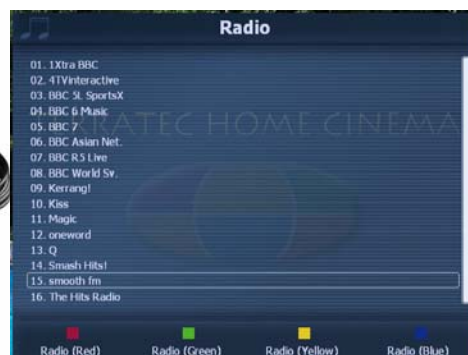 Radio
01. 1Xtra BBC
02. 4TVinteractive
03. BBC 5L SportsX
04. BBC 6 Music
05. BBC 7
06. BBC Asian Net.
07. BBC R5 Live
08. BBC World Sv.
09. Kerrang!
10. Kiss
11. Magic
12. oneword
13. Q
14. Smash Hits!
15. smooth fm
16. The Hits Radio
HOME CINEMA
Radio (Red) Radio (Green) Radio (Yellow) Radio (Blue)